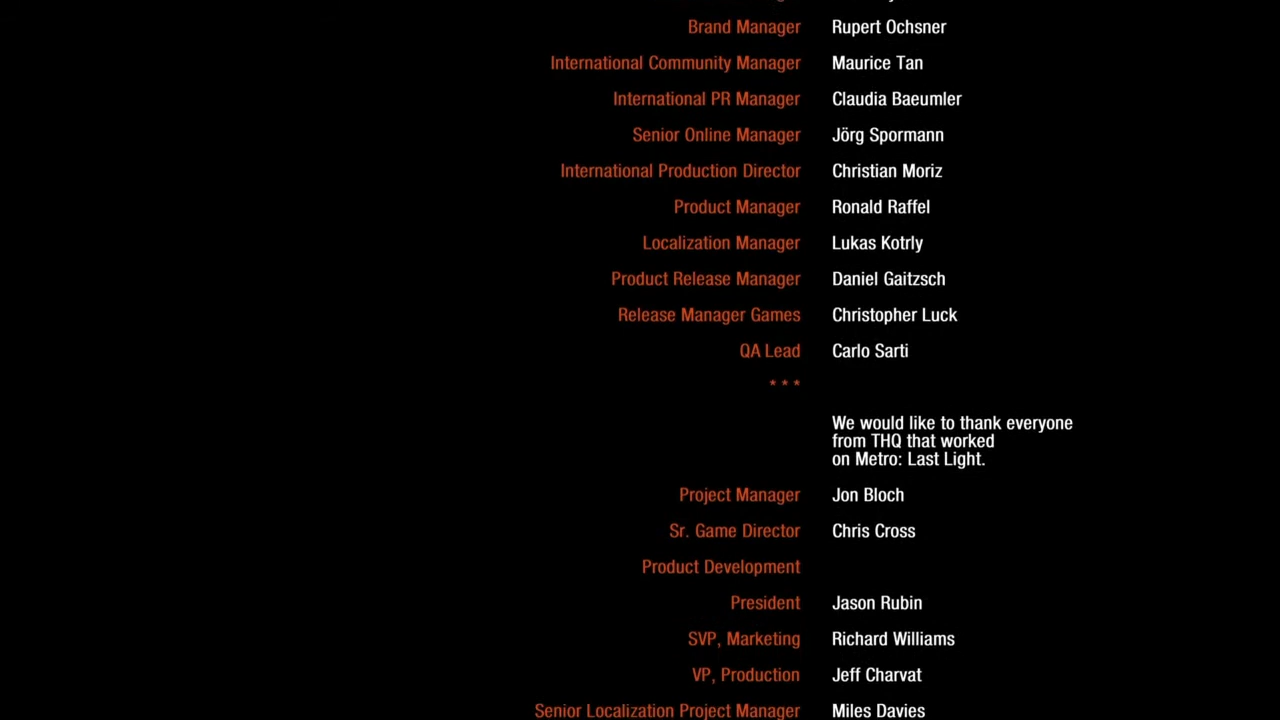 Brand Manager Rupert Ochsner
International Community Manager Maurice Tan
International PR Manager Claudia Baeumler
Senior Online Manager Jörg Spormann
International Production Director Christian Moriz
Product Manager Ronald Raffel
Localization Manager Lukas Kotrly
Product Release Manager Daniel Gaitzsch
Release Manager Games Christopher Luck
QA Lead Carlo Sarti
* * *
We would like to thank everyone
from THQ that worked
on Metro: Last Light.
Project Manager Jon Bloch
Sr. Game Director Chris Cross
Product Development
President Jason Rubin
SVP, Marketing Richard Williams
VP, Production Jeff Charvat
Senior Localization Project Manager Miles Davies